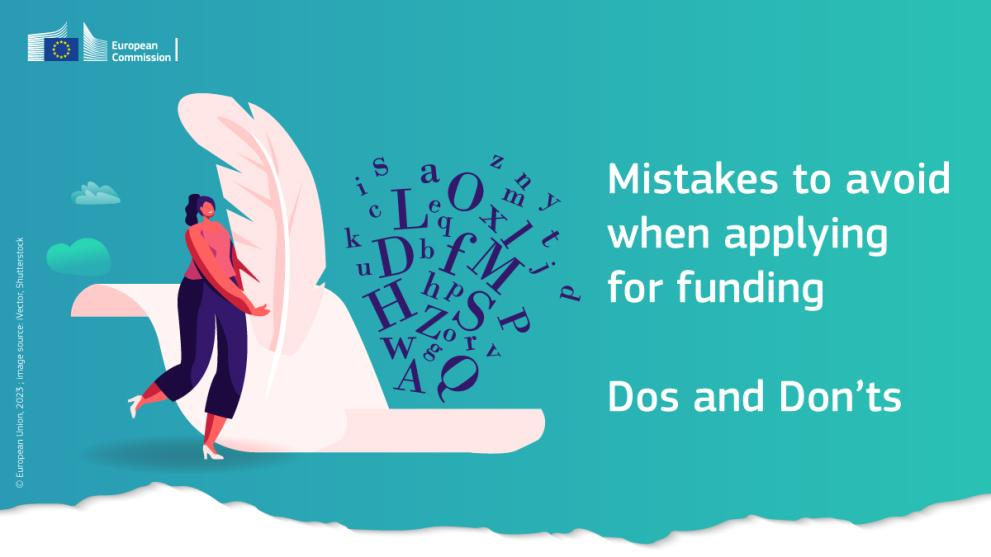 European
Commission
Mistakes to avoid
when applying
for funding
Dos and Don’ts
© European Union, 2023 ; image source: iVector, Shutterstock
s
z
i
a
n
c
L
e
O
m
y
k
q
x
l
t
u
D
b
f
M
j
h
p
S
p
H
Z
o
r
P
w
g
v
A
Q